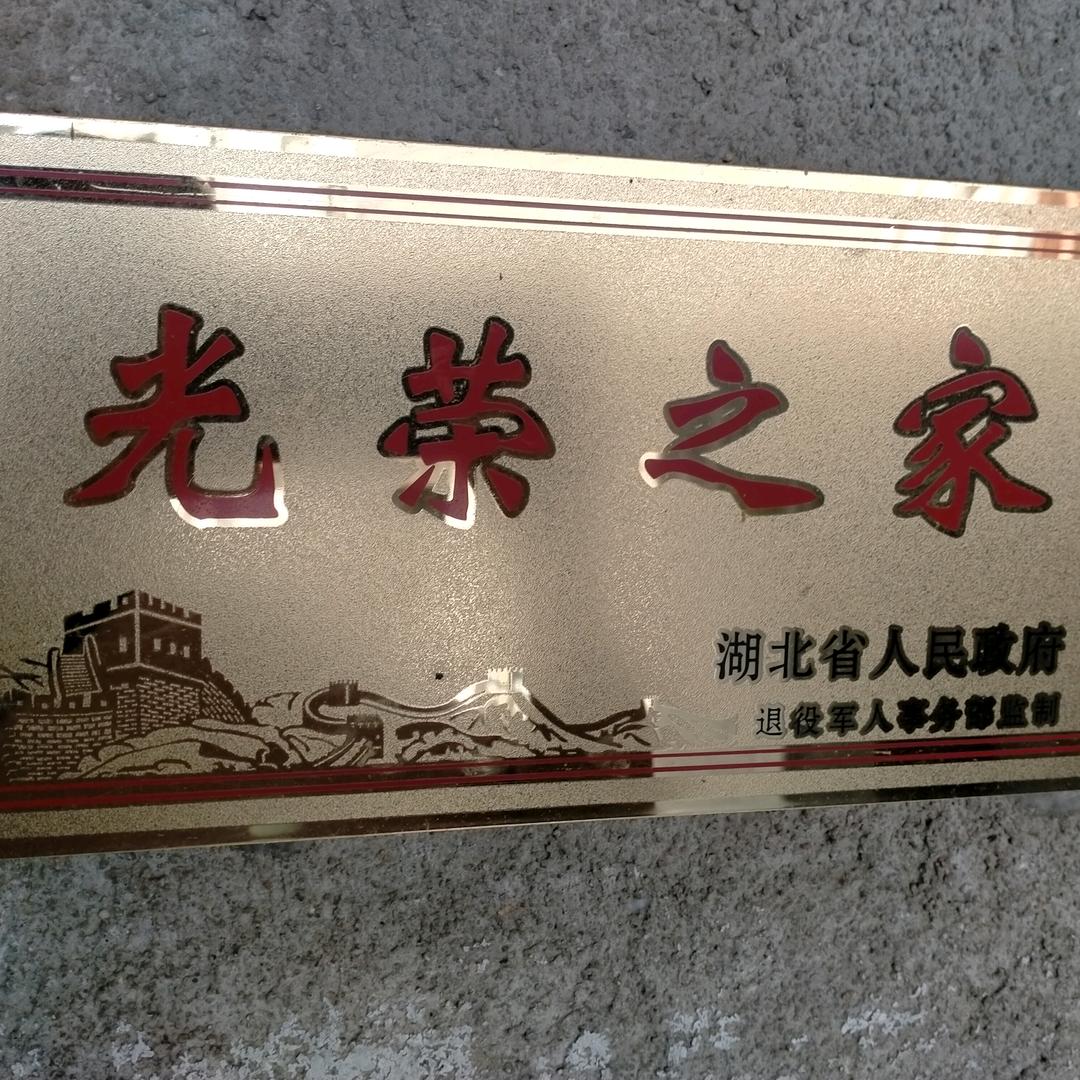 光荣之家
湖北省人民政府
退役军人事务部监制